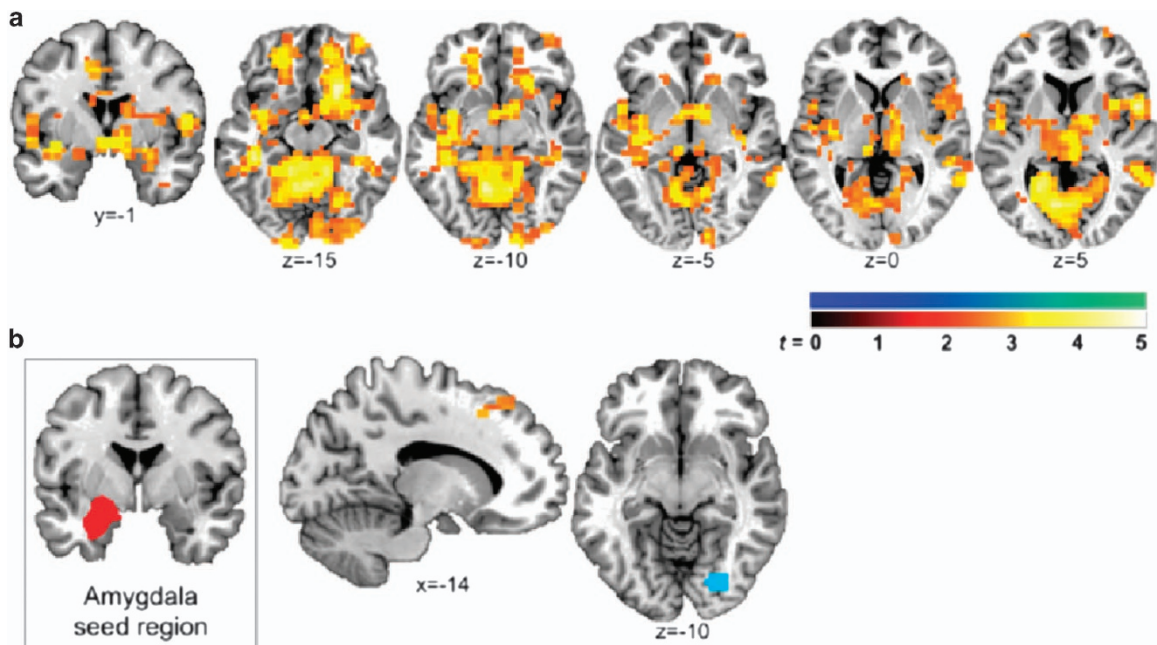 a
y=-1
z=-15
z=-10
z=-5
z=0
z=5
t = 0 1 2 3 4 5
b
Amygdala
seed region
x=-14
z=-10